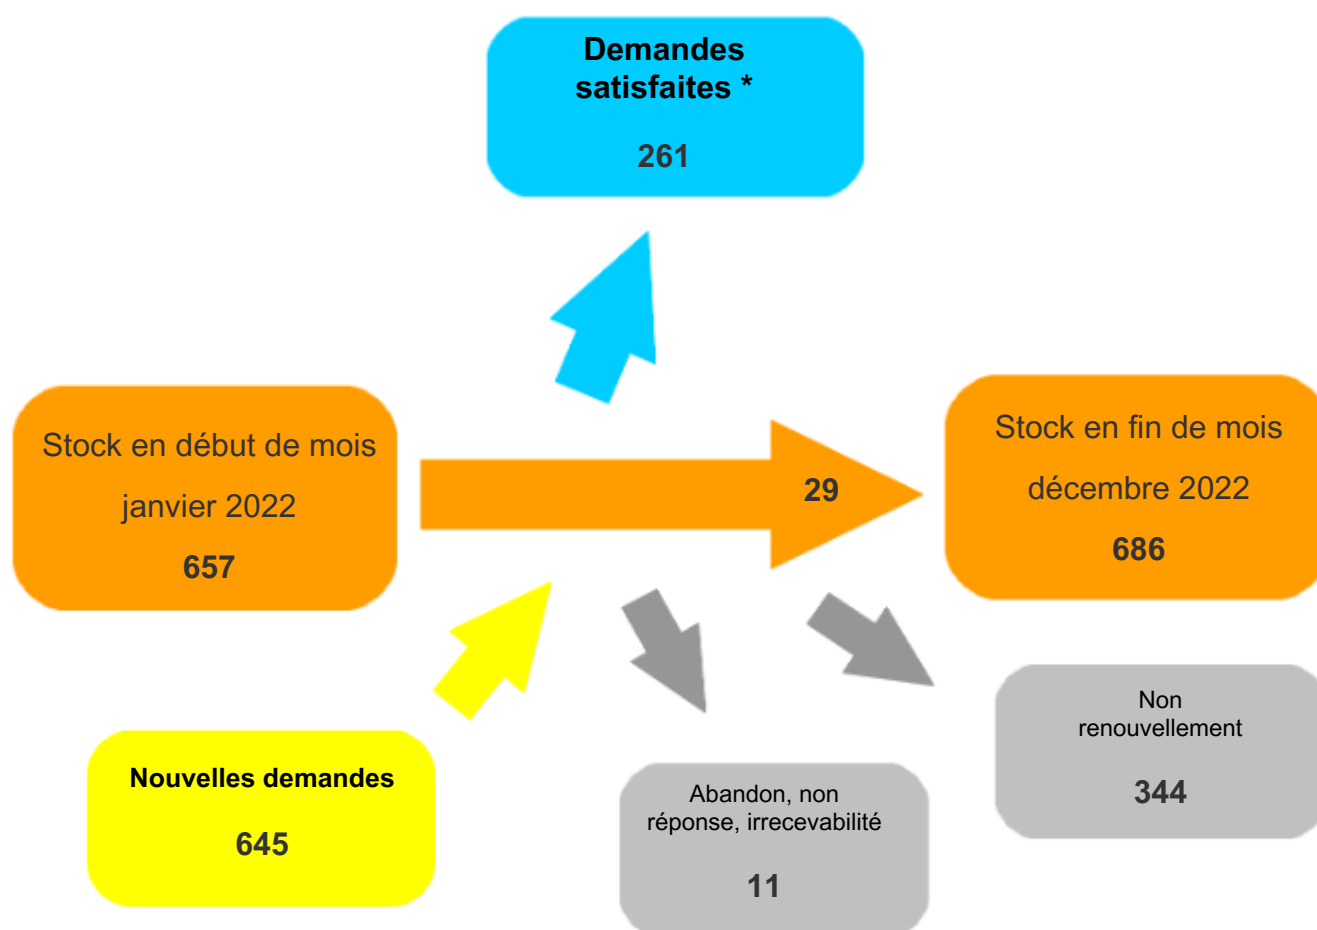 Demandes
satisfaites *
261
Stock en début de mois
janvier 2022
657
29
Stock en fin de mois
décembre 2022
686
Nouvelles demandes
645
Abandon, non
réponse, irrecevabilité
11
Non
renouvellement
344